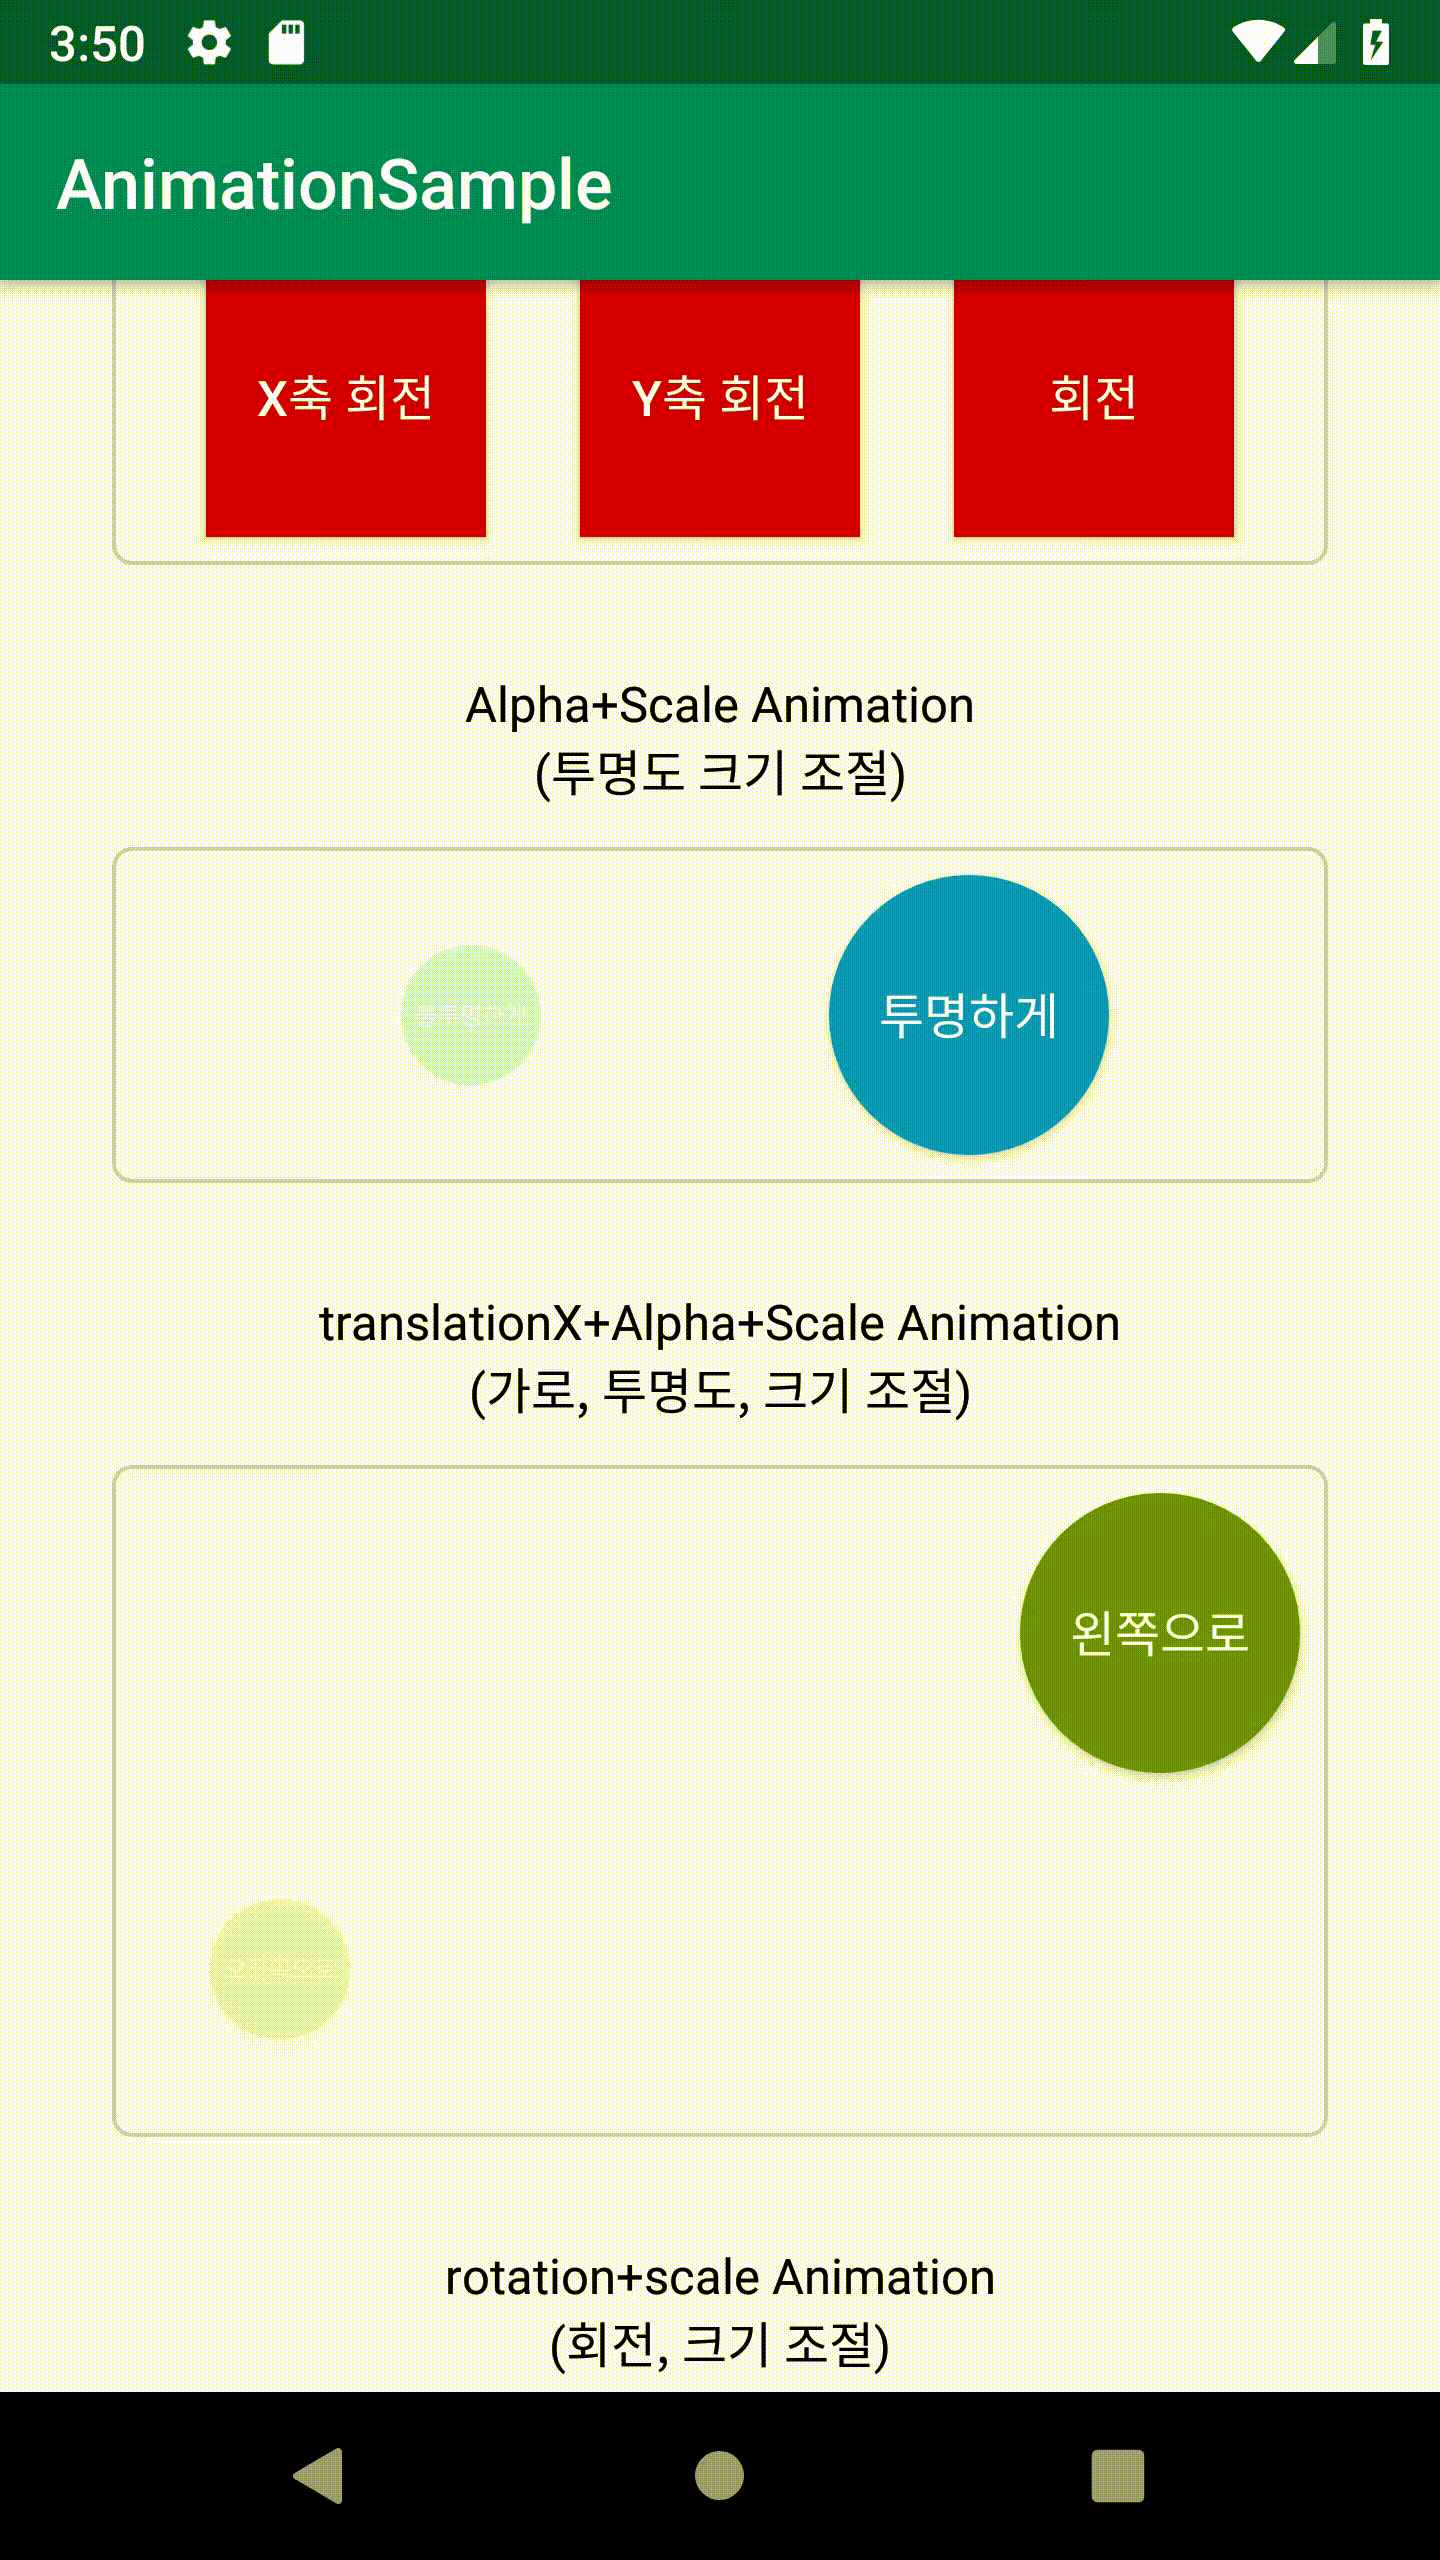 3:50
AnimationSample
X축 회전
Y축 회전
회전
Alpha+Scale Animation
(투명도 크기 조절)
불투명하게
투명하게
translationX+Alpha+Scale Animation
(가로, 투명도, 크기 조절)
왼쪽으로
오른쪽으로
rotation+scale Animation
(회전, 크기 조절)